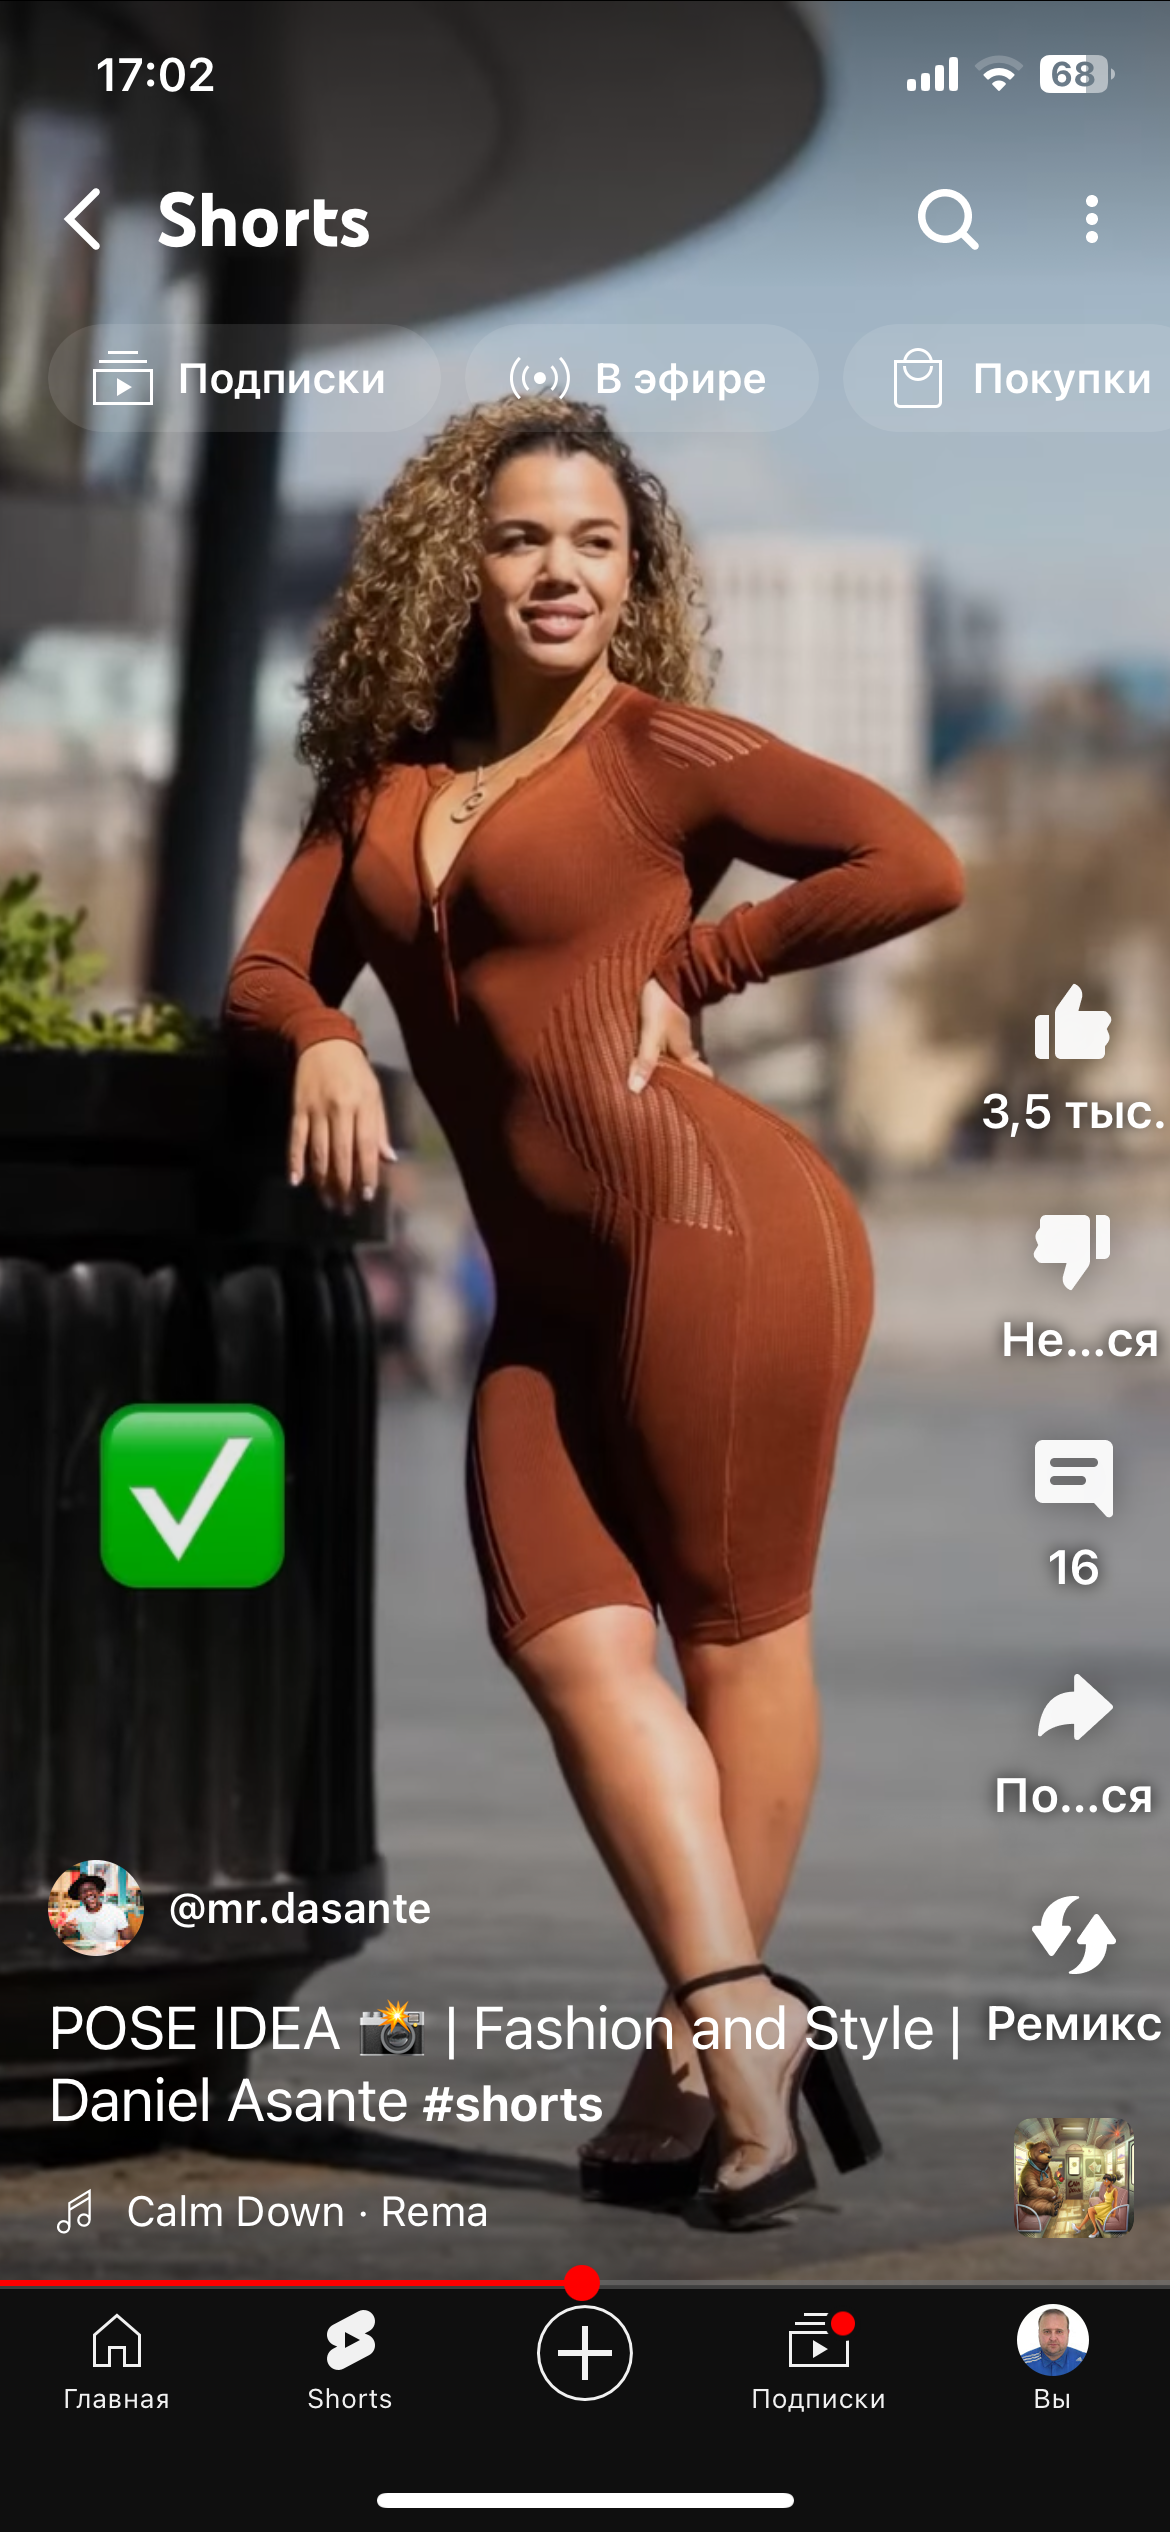 17:02
68
Shorts
Подписки
В эфире
Покупки
3,5 тыс.
Не...ся
16
По...ся
@mr.dasante
POSE IDEA 📸 | Fashion and Style |
Ремикс
Daniel Asante #shorts
Calm Down · Rema
Главная
Shorts
Подписки
Вы